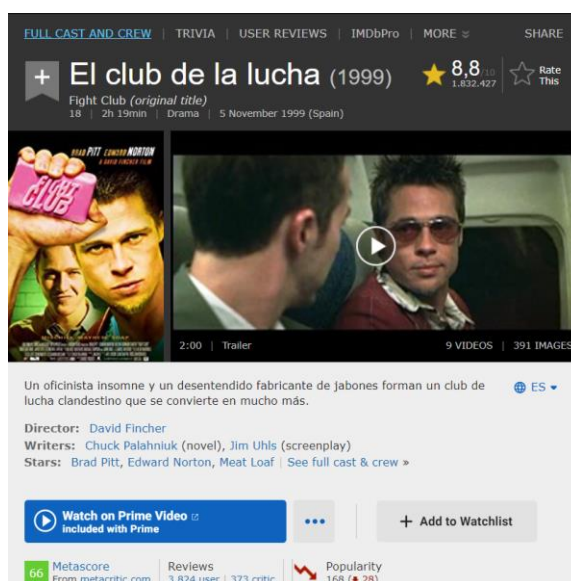 FULL CAST AND CREW | TRIVIA | USER REVIEWS | IMDbPro | MORE SHARE
+ El club de la lucha (1999) 8,8/10 Rate
1.832.427 This
Fight Club (original title)
18 | 2h 19min | Drama | 5 November 1999 (Spain)
BRAD PITT EDWARD NORTON
A DAVID FINCHER FILM
FIGHT
CLUB
2:00 | Trailer 9 VIDEOS | 391 IMAGES
Un oficinista insomne y un desentendido fabricante de jabones forman un club de ES
lucha clandestino que se convierte en mucho más.
Director: David Fincher
Writers: Chuck Palahniuk (novel), Jim Uhls (screenplay)
Stars: Brad Pitt, Edward Norton, Meat Loaf | See full cast & crew »
Watch on Prime Video ... + Add to Watchlist
included with Prime
66 Metascore Reviews Popularity
From metacritic.com 3.824 user | 373 critic 168 (28)